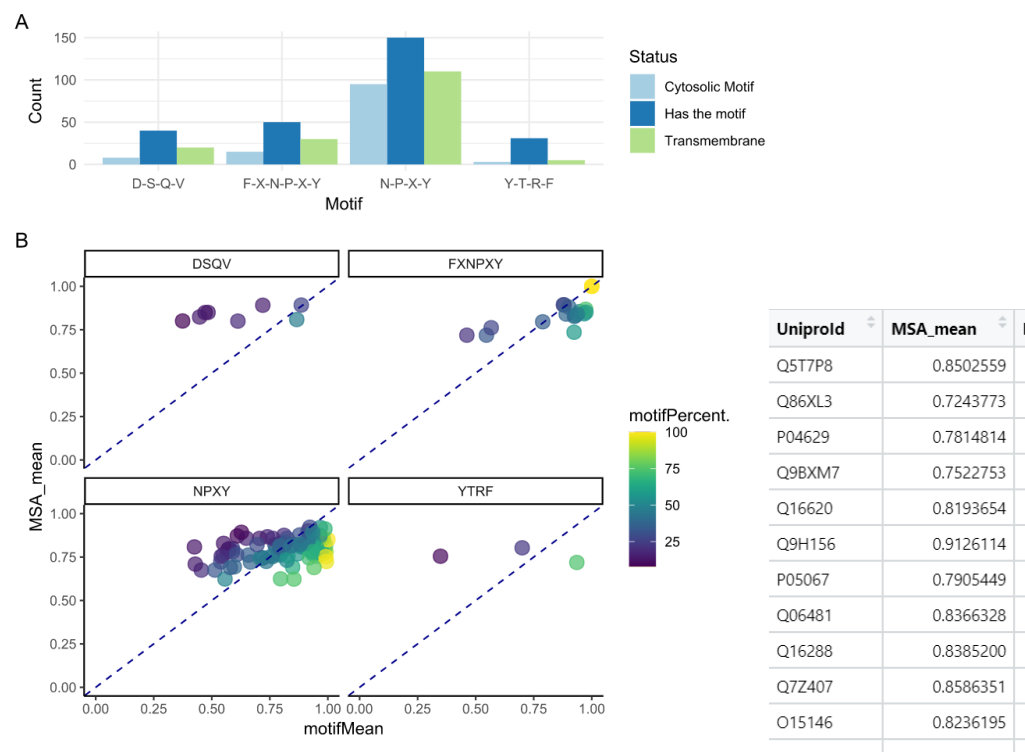 A
150
100
50
0
Count
D-S-Q-V F-X-N-P-X-Y N-P-X-Y Y-T-R-F
Motif
Status
Cytosolic Motif
Has the motif
Transmembrane
B
DSQV FXNPXY
1.00
0.75
0.50
0.25
0.00
MSA_mean
NPXY YTRF
1.00
0.75
0.50
0.25
0.00
0.00 0.25 0.50 0.75 1.00 0.00 0.25 0.50 0.75 1.00
motifMean
motifPercent.
100
75
50
25
UniproId MSA_mean
Q5T7P8 0.8502559
Q86XL3 0.7243773
P04629 0.7814814
Q9BXM7 0.7522753
Q16620 0.8193654
Q9H156 0.9126114
P05067 0.7905449
Q06481 0.8366328
Q16288 0.8385200
Q7Z407 0.8586351
O15146 0.8236195